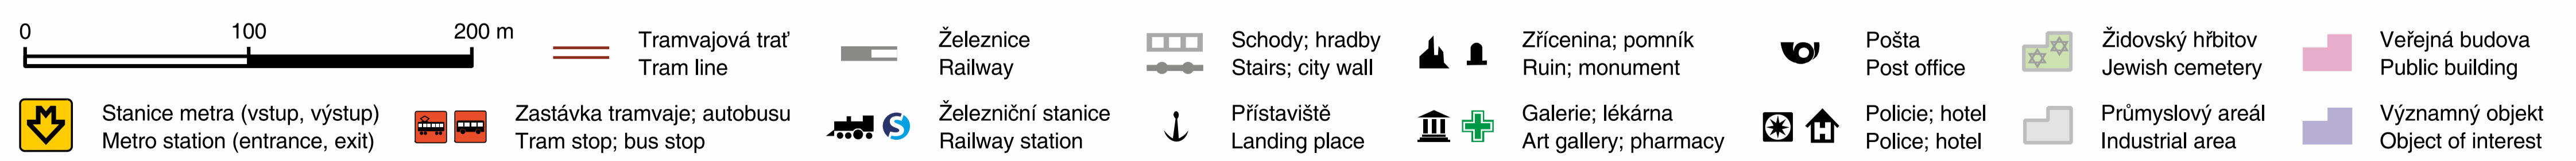 0 100 200 m
Tramvajová trať
Tram line
Železnice
Railway
Schody; hradby
Stairs; city wall
Zřícenina; pomník
Ruin; monument
Pošta
Post office
Židovský hřbitov
Jewish cemetery
Veřejná budova
Public building
Stanice metra (vstup, výstup)
Metro station (entrance, exit)
Zastávka tramvaje; autobusu
Tram stop; bus stop
Železniční stanice
Railway station
Přístaviště
Landing place
Galerie; lékárna
Art gallery; pharmacy
Policie; hotel
Police; hotel
Průmyslový areál
Industrial area
Významný objekt
Object of interest